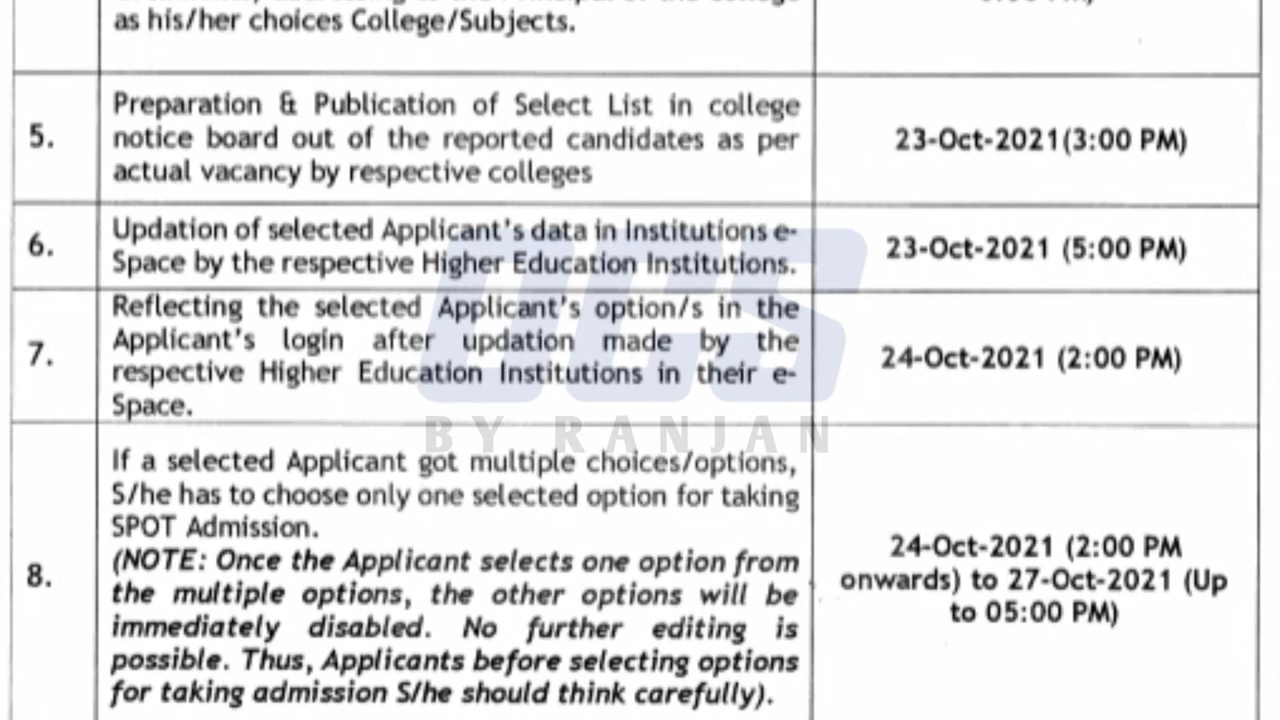 as his/her choices College/Subjects.
5.
Preparation & Publication of Select List in college
notice board out of the reported candidates as per
actual vacancy by respective colleges
23-Oct-2021(3:00 PM)
6.
Updation of selected Applicant's data in Institutions e-
Space by the respective Higher Education Institutions.
23-Oct-2021 (5:00 PM)
7.
Reflecting the selected Applicant's option/s in the
Applicant's login after updation made by the
respective Higher Education Institutions in their e-
Space.
24-Oct-2021 (2:00 PM)
BY RANJAN
8.
If a selected Applicant got multiple choices/options,
S/he has to choose only one selected option for taking
SPOT Admission.
(NOTE: Once the Applicant selects one option from
the multiple options, the other options will be
immediately disabled. No further editing is
possible. Thus, Applicants before selecting options
for taking admission S/he should think carefully).
24-Oct-2021 (2:00 PM
onwards) to 27-Oct-2021 (Up
to 05:00 PM)